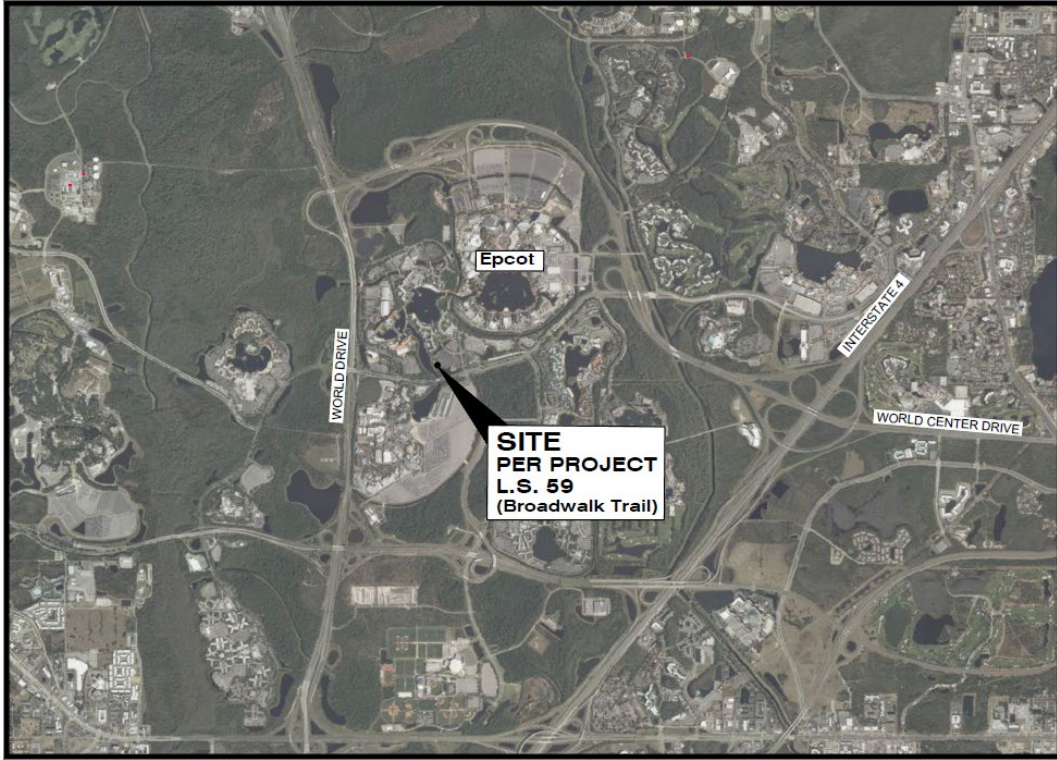 Epcot
INTERSTATE 4
WORLD DRIVE
WORLD CENTER DRIVE
SITE
PER PROJECT
L.S. 59
(Broadwalk Trail)